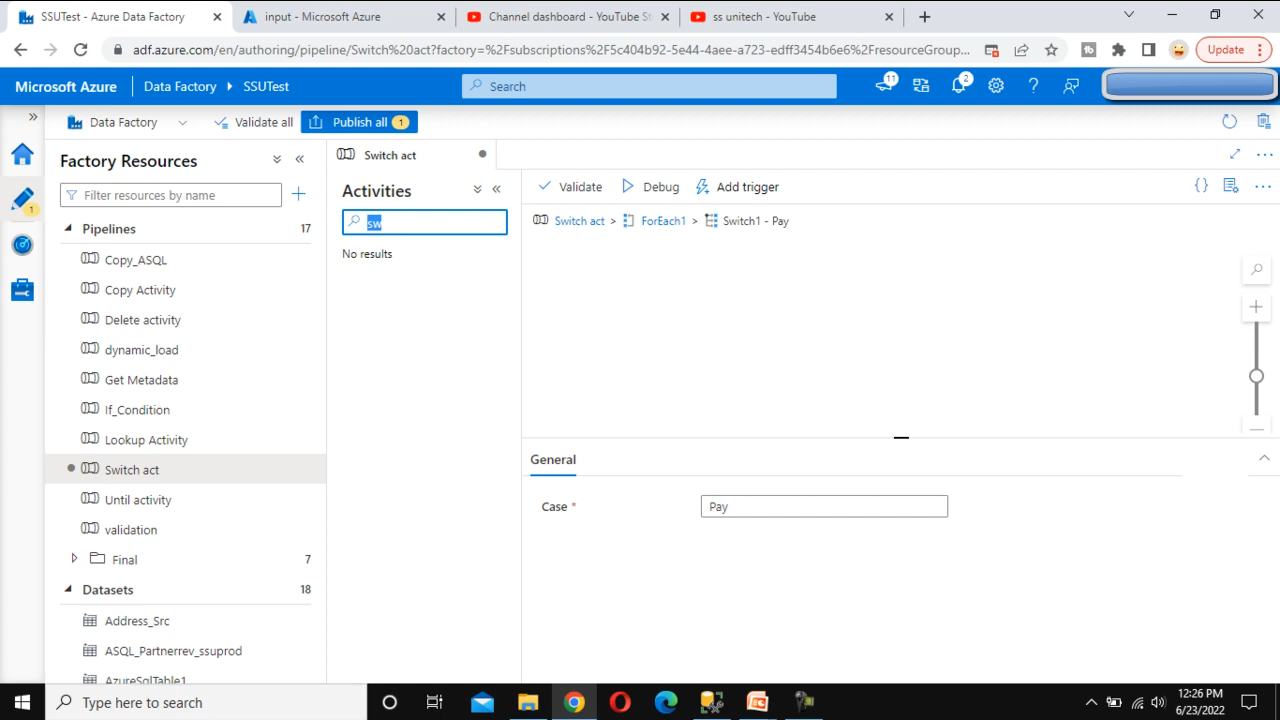 SSUTest - Azure Data Factory
input - Microsoft Azure
Channel dashboard - YouTube St
ss unitech - YouTube
adf.azure.com/en/authoring/pipeline/Switch%20act?factory=%2Fsubscriptions%2F5c404b92-5e44-4aee-a723-edff3454b6e6%2FresourceGroup...
Update
Microsoft Azure
Data Factory
SSUTest
Search
11
2
Data Factory
Validate all
Publish all
1
Factory Resources
Filter resources by name
Pipelines
17
Copy_ASQL
Copy Activity
Delete activity
dynamic_load
Get Metadata
If_Condition
Lookup Activity
Switch act
Until activity
validation
Final
7
Datasets
18
Address_Src
ASQL_Partnerrev_ssuprod
AzureSqlTable1
1
Switch act
Activities
sw
No results
Validate
Debug
Add trigger
Switch act > ForEach1 > Switch1 - Pay
General
Case *
Pay
Type here to search
12:26 PM
6/23/2022